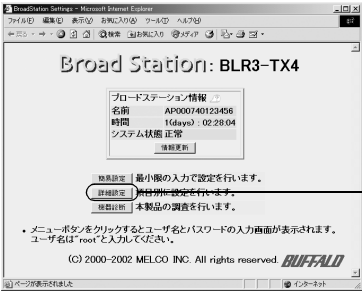 BroadStation Settings - Microsoft Internet Explorer
ファイル(F) 編集(E) 表示(V) お気に入り(A) ツール(T) ヘルプ(H)
戻る 検索 お気に入り メディア
Broad Station: BLR3-TX4
ブロードステーション情報
名前 AP000740123456
時間 1(days) : 02:28:04
システム状態 正常
情報更新
簡易設定 最小限の入力で設定を行います。
詳細設定 項目別に設定を行います。
機器診断 本製品の調査を行います。
• メニューボタンをクリックするとユーザ名とパスワードの入力画面が表示されます。
ユーザ名は"root"と入力してください。
(C) 2000-2002 MELCO INC. All rights reserved. BUFFALO
ページが表示されました インターネット